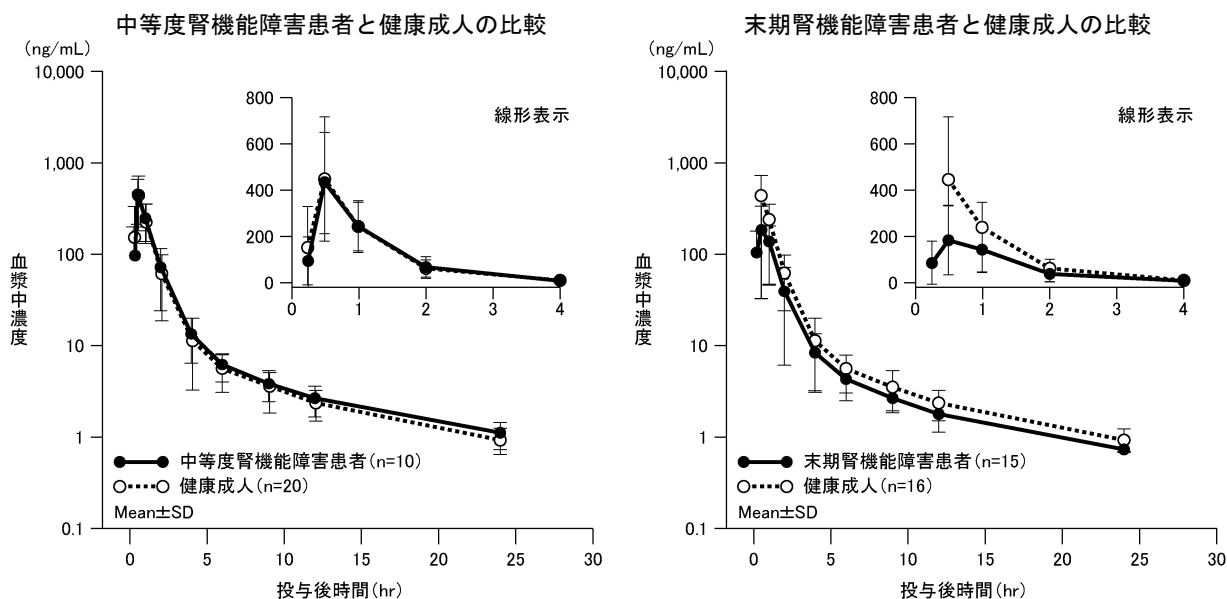 中等度腎機能障害患者と健康成人の比較
(ng/mL)
10,000
1,000
100
10
1
0.1
血漿中濃度
800
600
400
200
0
0 1 2 4
線形表示
中等度腎機能障害患者(n=10)
健康成人(n=20)
Mean±SD
0 5 10 15 20 25 30
投与後時間(hr)
末期腎機能障害患者と健康成人の比較
(ng/mL)
10,000
1,000
100
10
1
0.1
血漿中濃度
800
600
400
200
0
0 1 2 4
線形表示
末期腎機能障害患者(n=15)
健康成人(n=16)
Mean±SD
0 5 10 15 20 25 30
投与後時間(hr)